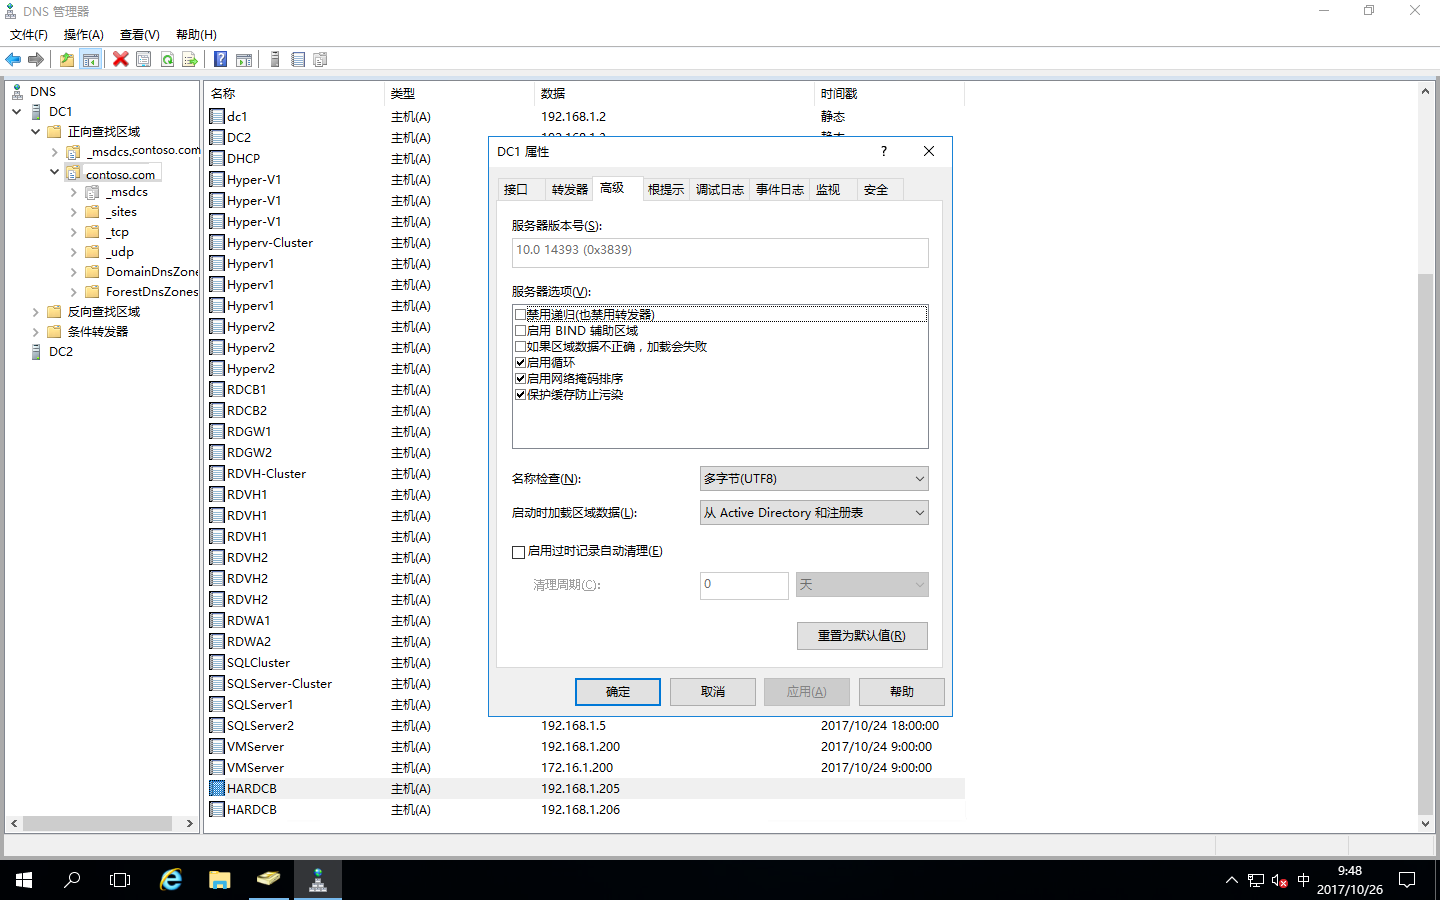 DNS 管理器
文件(F) 操作(A) 查看(V) 帮助(H)
DNS
DC1
正向查找区域
_msdcs.contoso.com
contoso.com
_msdcs
_sites
_tcp
_udp
DomainDnsZone
ForestDnsZones
反向查找区域
条件转发器
DC2
名称 类型 数据 时间戳
dc1 主机(A) 192.168.1.2 静态
DC2 主机(A)
DHCP 主机(A)
Hyper-V1 主机(A)
Hyper-V1 主机(A)
Hyper-V1 主机(A)
Hyperv-Cluster 主机(A)
Hyperv1 主机(A)
Hyperv1 主机(A)
Hyperv1 主机(A)
Hyperv2 主机(A)
Hyperv2 主机(A)
Hyperv2 主机(A)
RDCB1 主机(A)
RDCB2 主机(A)
RDGW1 主机(A)
RDGW2 主机(A)
RDVH-Cluster 主机(A)
RDVH1 主机(A)
RDVH1 主机(A)
RDVH1 主机(A)
RDVH2 主机(A)
RDVH2 主机(A)
RDVH2 主机(A)
RDWA1 主机(A)
RDWA2 主机(A)
SQLCluster 主机(A)
SQLServer-Cluster 主机(A)
SQLServer1 主机(A)
SQLServer2 主机(A) 192.168.1.5 2017/10/24 18:00:00
VMServer 主机(A) 192.168.1.200 2017/10/24 9:00:00
VMServer 主机(A) 172.16.1.200 2017/10/24 9:00:00
HARDCB 主机(A) 192.168.1.205
HARDCB 主机(A) 192.168.1.206
DC1 属性 ?
接口 转发器 高级 根提示 调试日志 事件日志 监视 安全
服务器版本号(S):
10.0 14393 (0x3839)
服务器选项(V):
禁用递归(也禁用转发器)
启用 BIND 辅助区域
如果区域数据不正确，加载会失败
启用循环
启用网络掩码排序
保护缓存防止污染
名称检查(N): 多字节(UTF8)
启动时加载区域数据(L): 从 Active Directory 和注册表
启用过时记录自动清理(E)
清理周期(C): 0 天
重置为默认值(R)
确定 取消 应用(A) 帮助
中
9:48
2017/10/26